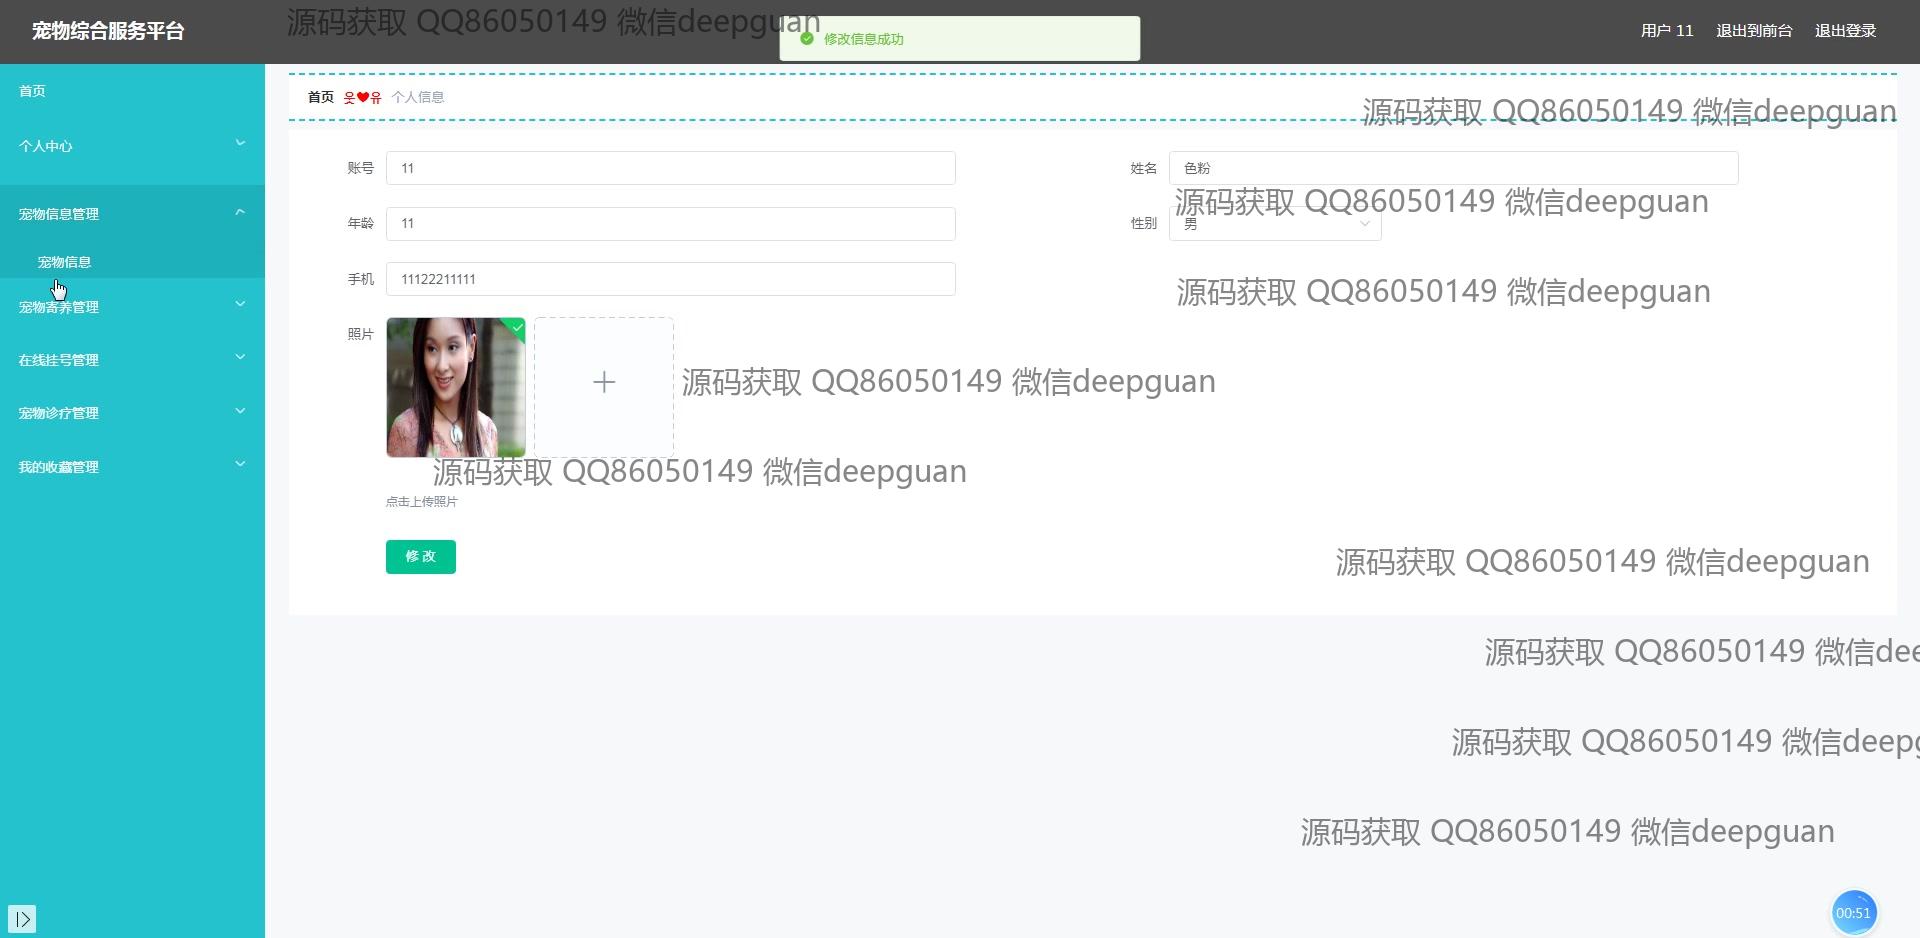 宠物综合服务平台
源码获取 QQ86050149 微信deepguan
修改信息成功
用户 11 退出到前台 退出登录
首页
个人中心
宠物信息管理
宠物信息
宠物寄养管理
在线挂号管理
宠物诊疗管理
我的收藏管理
首页 웃❤유 个人信息
源码获取 QQ86050149 微信deepguan
账号 11
姓名 色粉
源码获取 QQ86050149 微信deepguan
年龄 11
性别 男
手机 11122211111
源码获取 QQ86050149 微信deepguan
照片
源码获取 QQ86050149 微信deepguan
源码获取 QQ86050149 微信deepguan
点击上传照片
修 改
源码获取 QQ86050149 微信deepguan
源码获取 QQ86050149 微信dee
源码获取 QQ86050149 微信deep
源码获取 QQ86050149 微信deepguan
00:51